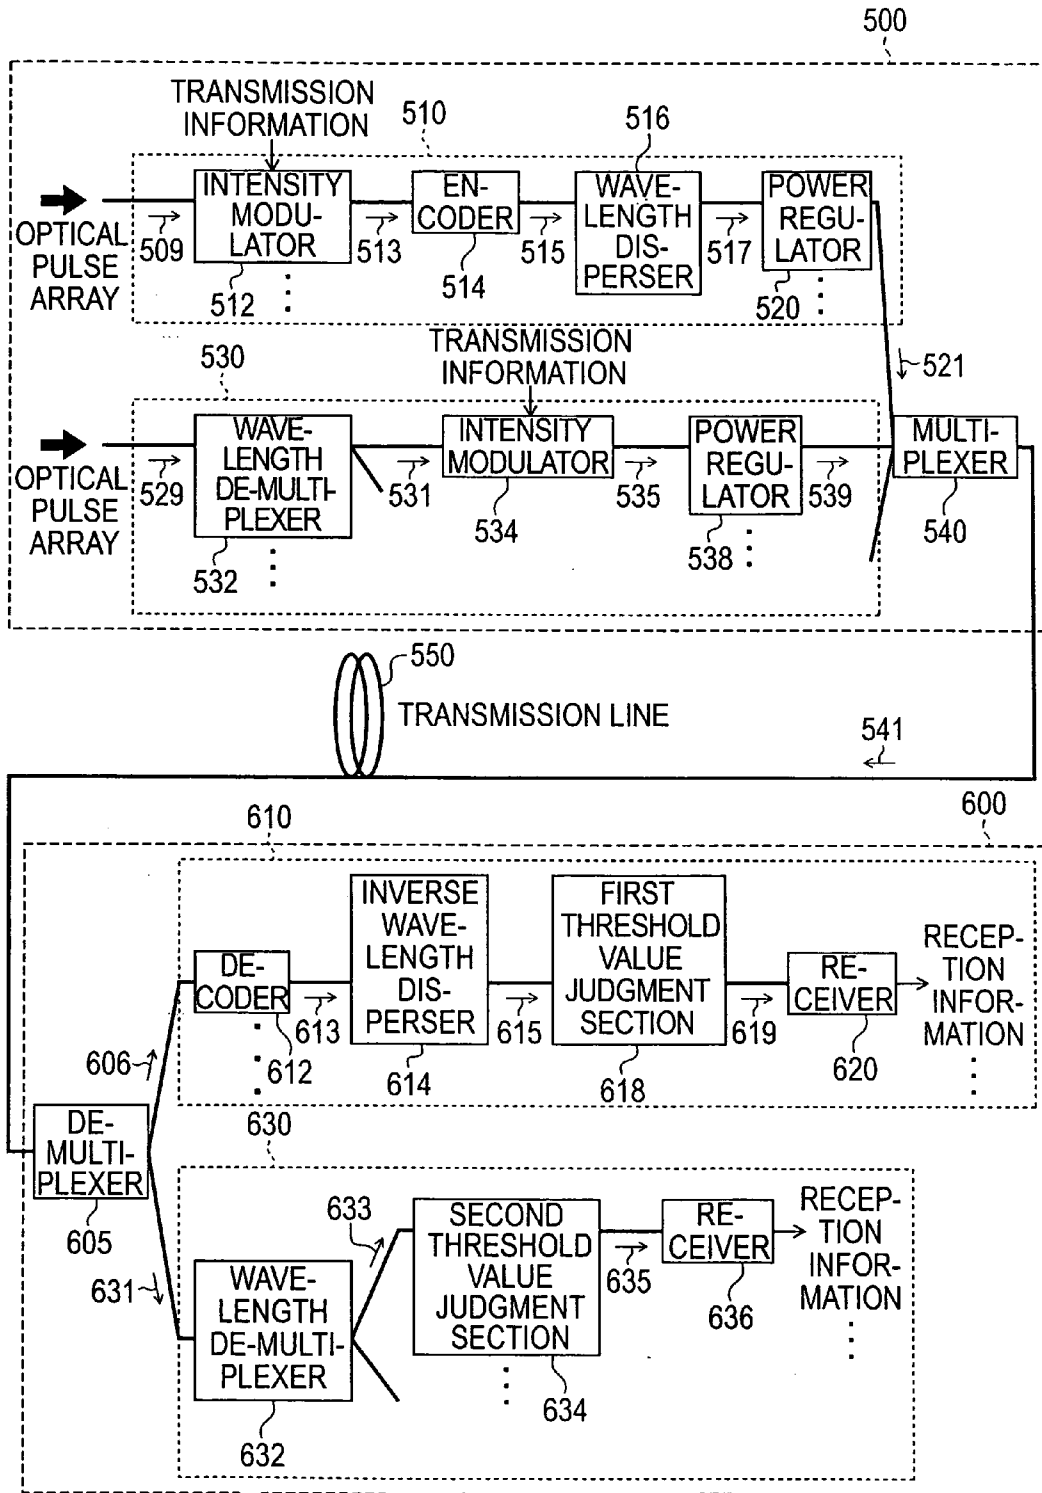 500
TRANSMISSION
INFORMATION
510
516
INTENSITY
MODU-
LATOR
EN-
CODER
WAVE-
LENGTH
DIS-
PERSER
POWER
REGU-
LATOR
OPTICAL
PULSE
ARRAY
509
513
515
517
512
514
520
530
TRANSMISSION
INFORMATION
521
WAVE-
LENGTH
DE-MULTI-
PLEXER
INTENSITY
MODULATOR
POWER
REGU-
LATOR
MULTI-
PLEXER
OPTICAL
PULSE
ARRAY
529
531
535
539
532
534
538
540
550
TRANSMISSION LINE
541
600
610
INVERSE
WAVE-
LENGTH
DIS-
PERSER
FIRST
THRESHOLD
VALUE
JUDGMENT
SECTION
DE-
CODER
RE-
CEIVER
RECEP-
TION
INFOR-
MATION
613
615
619
606
612
614
618
620
DE-
MULTI-
PLEXER
605
630
633
SECOND
THRESHOLD
VALUE
JUDGMENT
SECTION
RE-
CEIVER
RECEP-
TION
INFOR-
MATION
635
636
631
WAVE-
LENGTH
DE-MULTI-
PLEXER
632
634